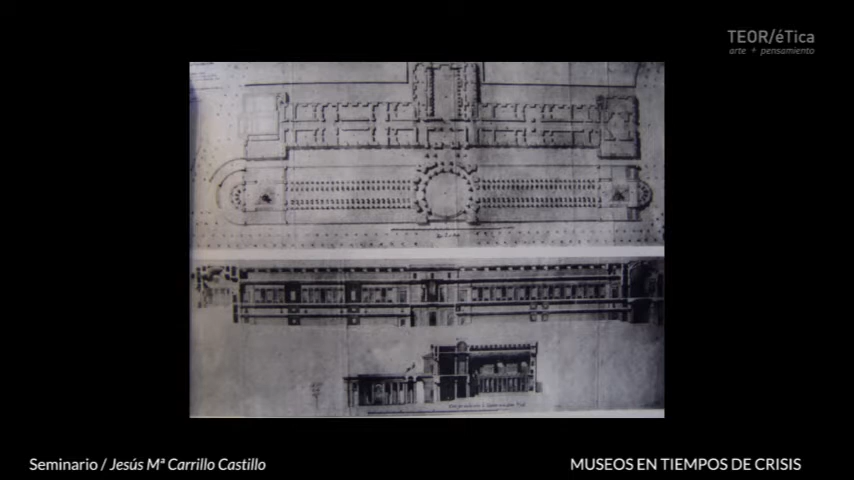 TEOR/éTica
arte + pensamiento
Seminario / Jesús Mª Carrillo Castillo
MUSEOS EN TIEMPOS DE CRISIS